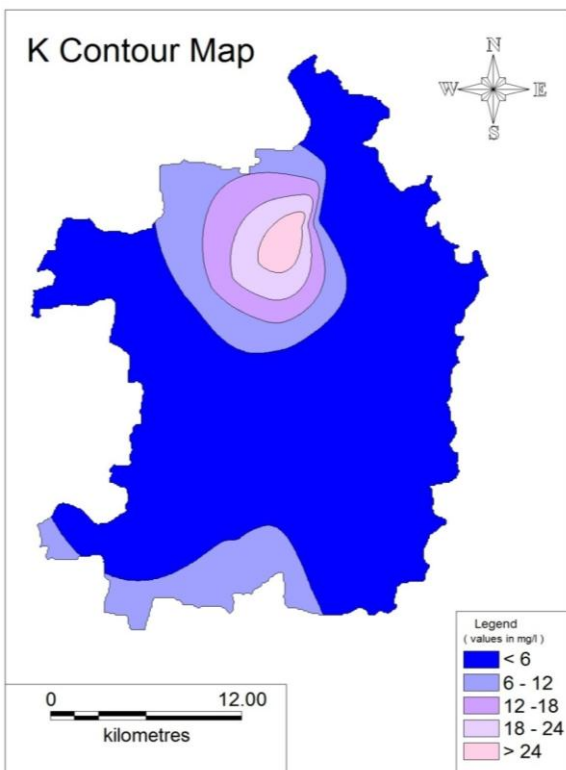 K Contour Map
N
W E
S
Legend
( values in mg/l )
< 6
6 - 12
12 -18
18 - 24
> 24
0 12.00
kilometres